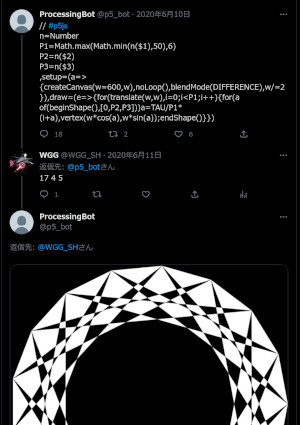 ProcessingBot @p5_bot · 2020年6月10日
// #p5js
n=Number
P1=Math.max(Math.min(n($1),50),6)
P2=n($2)
P3=n($3)
,setup=(a=>
{createCanvas(w=600,w),noLoop(),blendMode(DIFFERENCE),w/=2
}),draw=(e=>{for(translate(w,w),i=0;i<P1;i++){for(a
of(beginShape(),[0,P2,P3]))a=TAU/P1*
(i+a),vertex(w*cos(a),w*sin(a));endShape()}})
18 2 6
WGG @WGG_SH · 2020年6月11日
返信先: @p5_botさん
17 4 5
1
ProcessingBot
@p5_bot
返信先: @WGG_SHさん